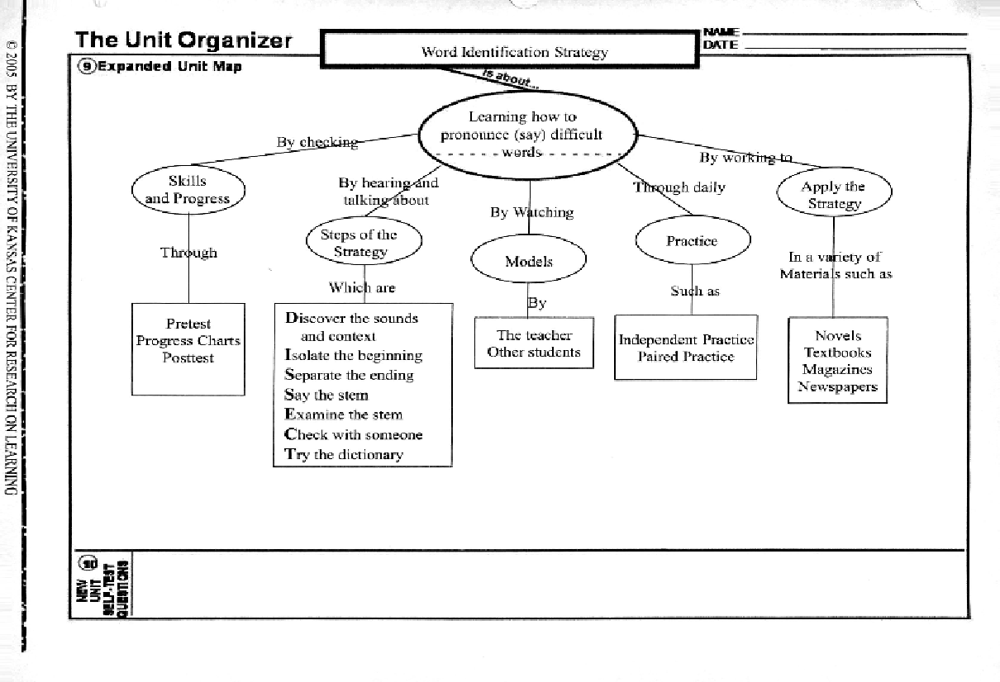 The Unit Organizer
NAME
DATE
Word Identification Strategy
9 Expanded Unit Map
is about...
Learning how to
pronounce (say) difficult
words
By checking
Skills
and Progress
Through
Pretest
Progress Charts
Posttest
By hearing and
talking about
Steps of the
Strategy
Which are
Discover the sounds
and context
Isolate the beginning
Separate the ending
Say the stem
Examine the stem
Check with someone
Try the dictionary
By Watching
Models
By
The teacher
Other students
Through daily
Practice
Such as
Independent Practice
Paired Practice
By working to
Apply the
Strategy
In a variety of
Materials such as
Novels
Textbooks
Magazines
Newspapers
10
NEW
UNIT
SELF-TEST
QUESTIONS
© 2005 BY THE UNIVERSITY OF KANSAS CENTER FOR RESEARCH ON LEARNING